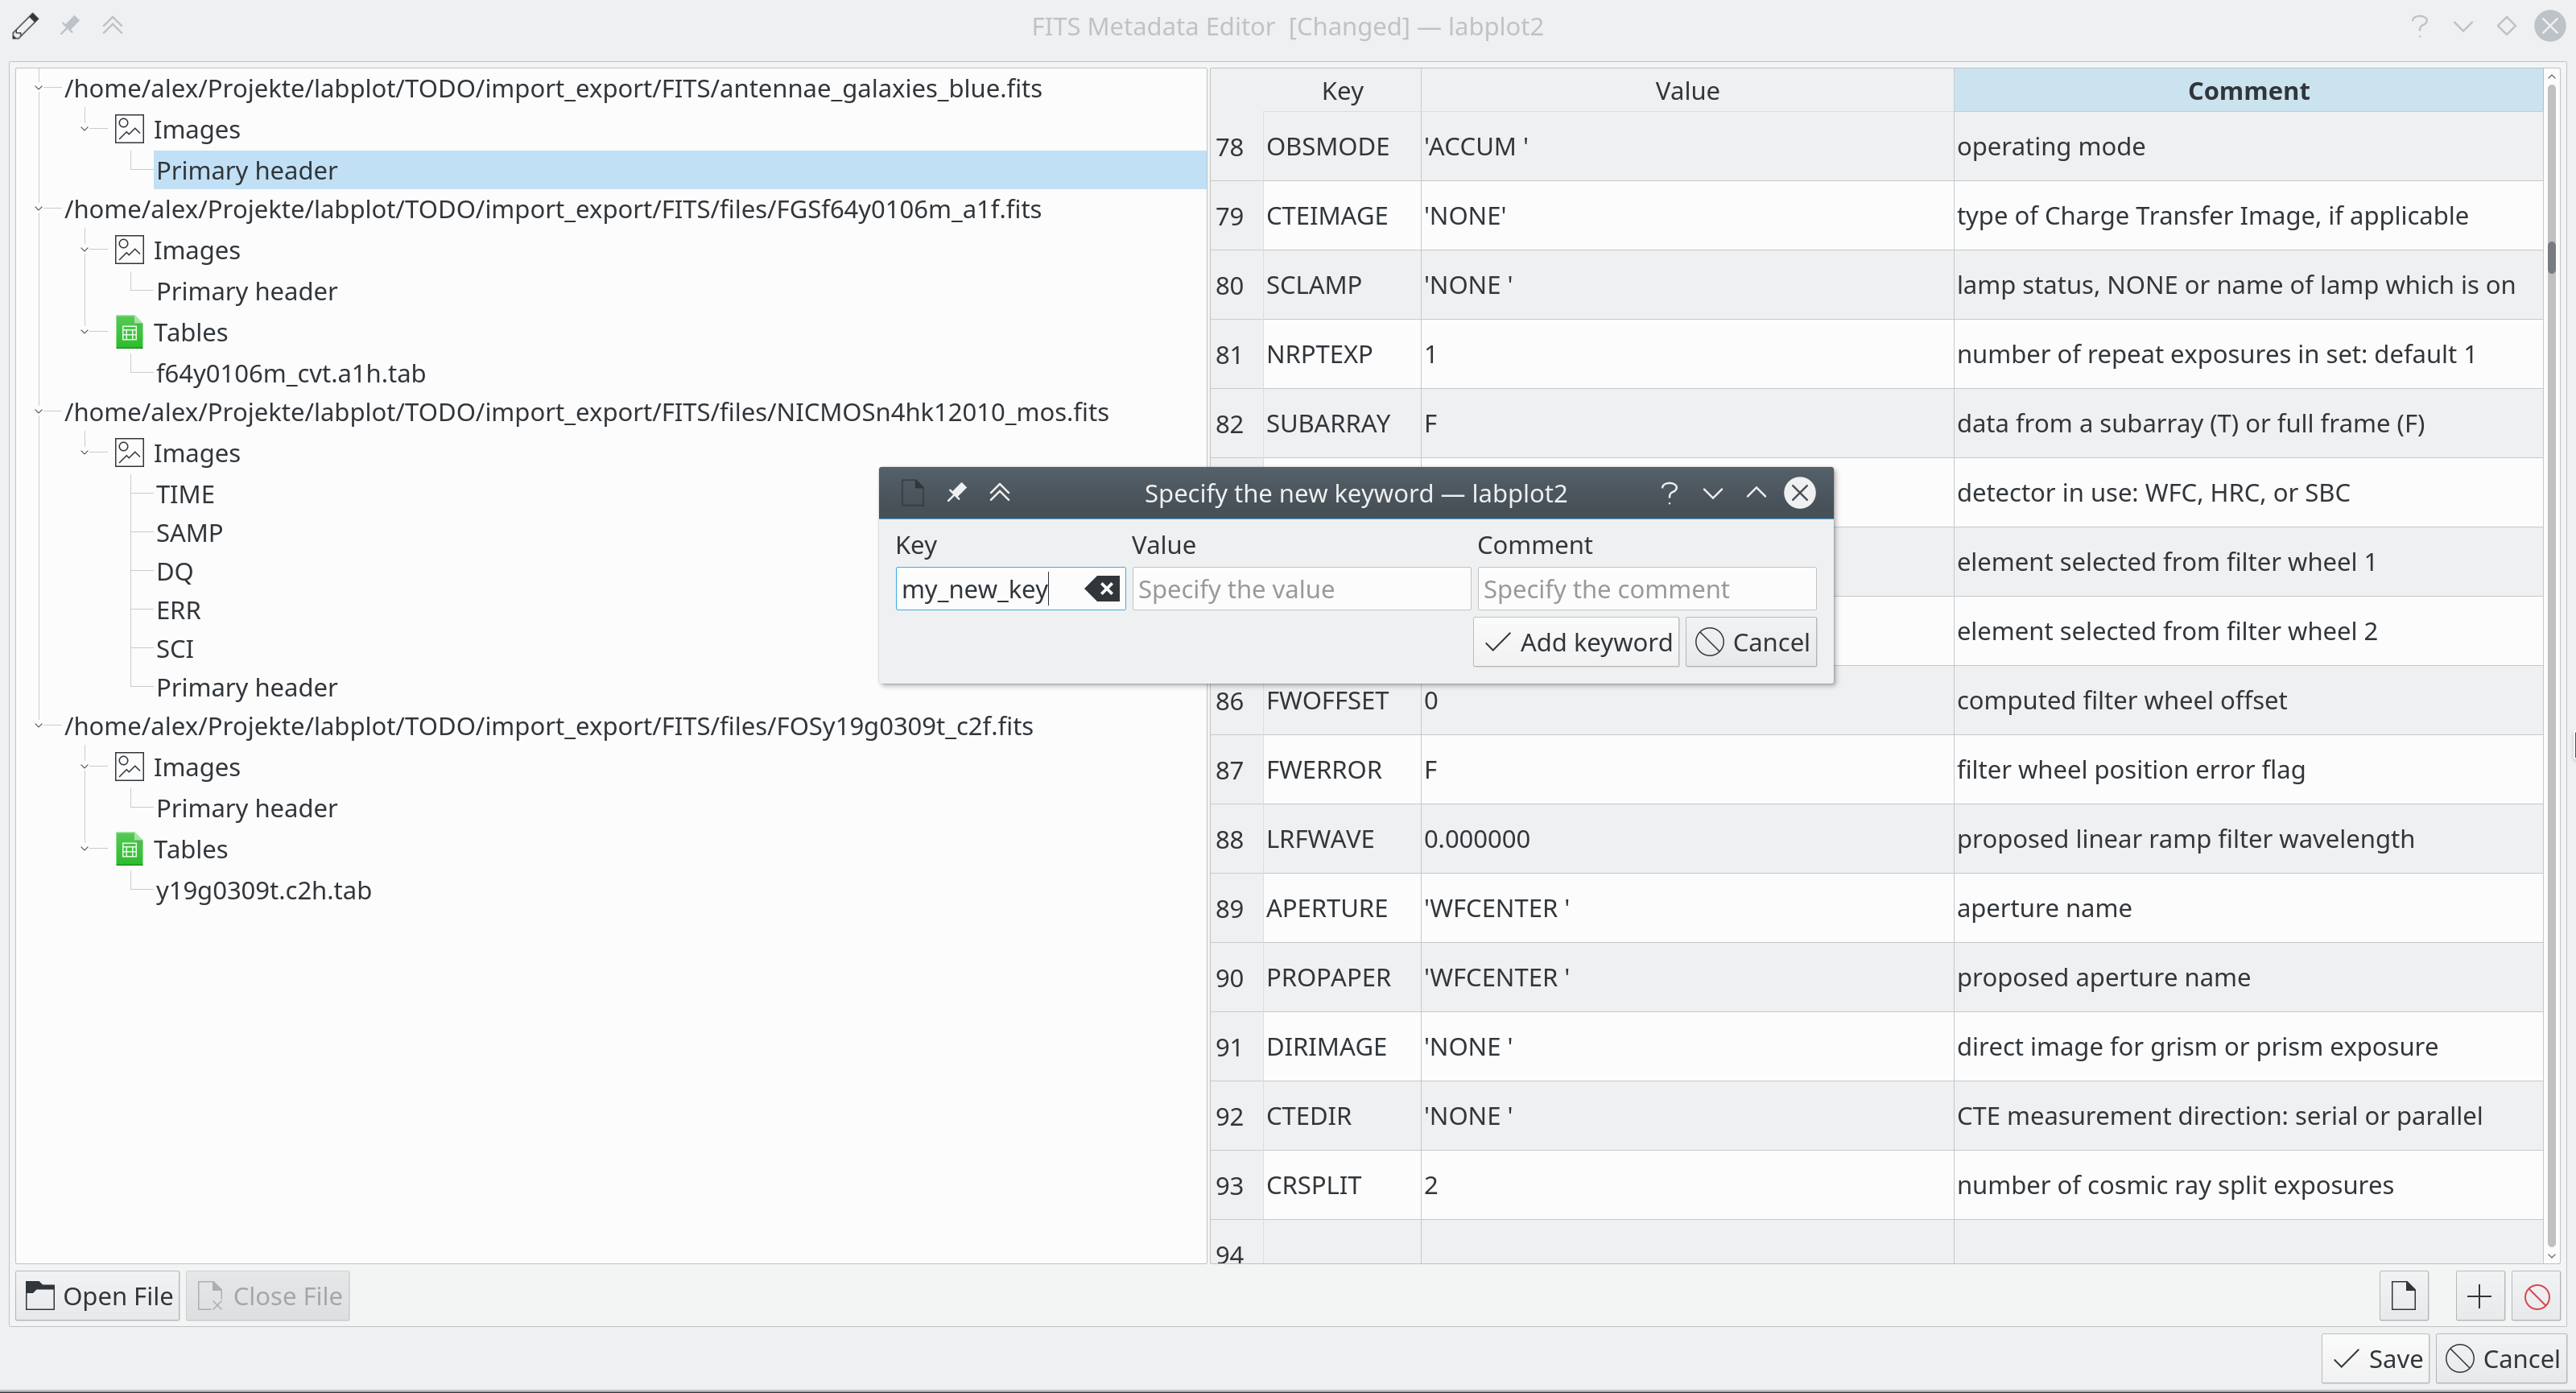 FITS Metadata Editor [Changed] — labplot2
/home/alex/Projekte/labplot/TODO/import_export/FITS/antennae_galaxies_blue.fits
Images
Primary header
/home/alex/Projekte/labplot/TODO/import_export/FITS/files/FGSf64y0106m_a1f.fits
Images
Primary header
Tables
f64y0106m_cvt.a1h.tab
/home/alex/Projekte/labplot/TODO/import_export/FITS/files/NICMOSn4hk12010_mos.fits
Images
TIME
SAMP
DQ
ERR
SCI
Primary header
/home/alex/Projekte/labplot/TODO/import_export/FITS/files/FOSy19g0309t_c2f.fits
Images
Primary header
Tables
y19g0309t.c2h.tab
Key Value Comment
78 OBSMODE 'ACCUM ' operating mode
79 CTEIMAGE 'NONE' type of Charge Transfer Image, if applicable
80 SCLAMP 'NONE ' lamp status, NONE or name of lamp which is on
81 NRPTEXP 1 number of repeat exposures in set: default 1
82 SUBARRAY F data from a subarray (T) or full frame (F)
detector in use: WFC, HRC, or SBC
element selected from filter wheel 1
element selected from filter wheel 2
86 FWOFFSET 0 computed filter wheel offset
87 FWERROR F filter wheel position error flag
88 LRFWAVE 0.000000 proposed linear ramp filter wavelength
89 APERTURE 'WFCENTER ' aperture name
90 PROPAPER 'WFCENTER ' proposed aperture name
91 DIRIMAGE 'NONE ' direct image for grism or prism exposure
92 CTEDIR 'NONE ' CTE measurement direction: serial or parallel
93 CRSPLIT 2 number of cosmic ray split exposures
94
Specify the new keyword — labplot2
Key Value Comment
my_new_key Specify the value Specify the comment
Add keyword Cancel
Open File Close File
Save Cancel